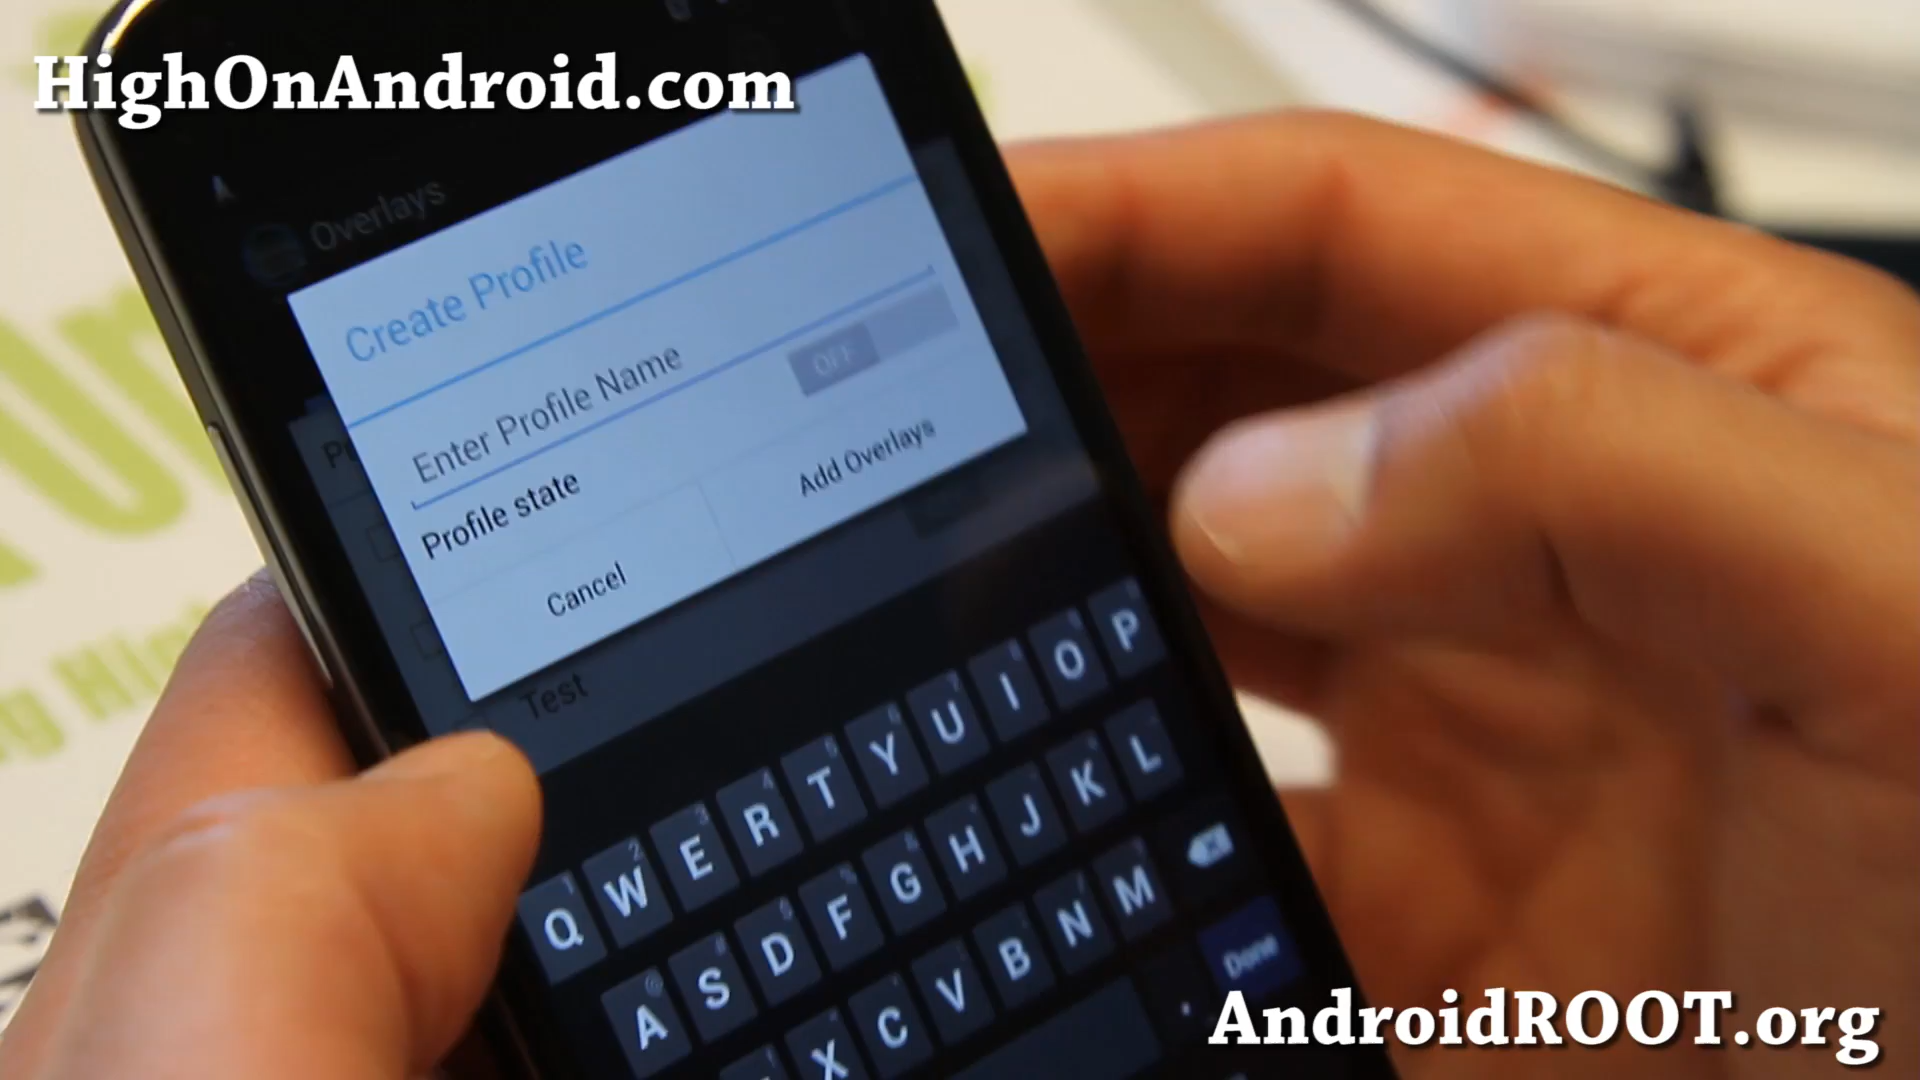 HighOnAndroid.com
Overlays
Create Profile
Enter Profile Name
OFF
Profile state
Add Overlays
Cancel
Test
Q W E R T Y U I O P
A S D F G H J K L
X C V B N M
Done
AndroidROOT.org